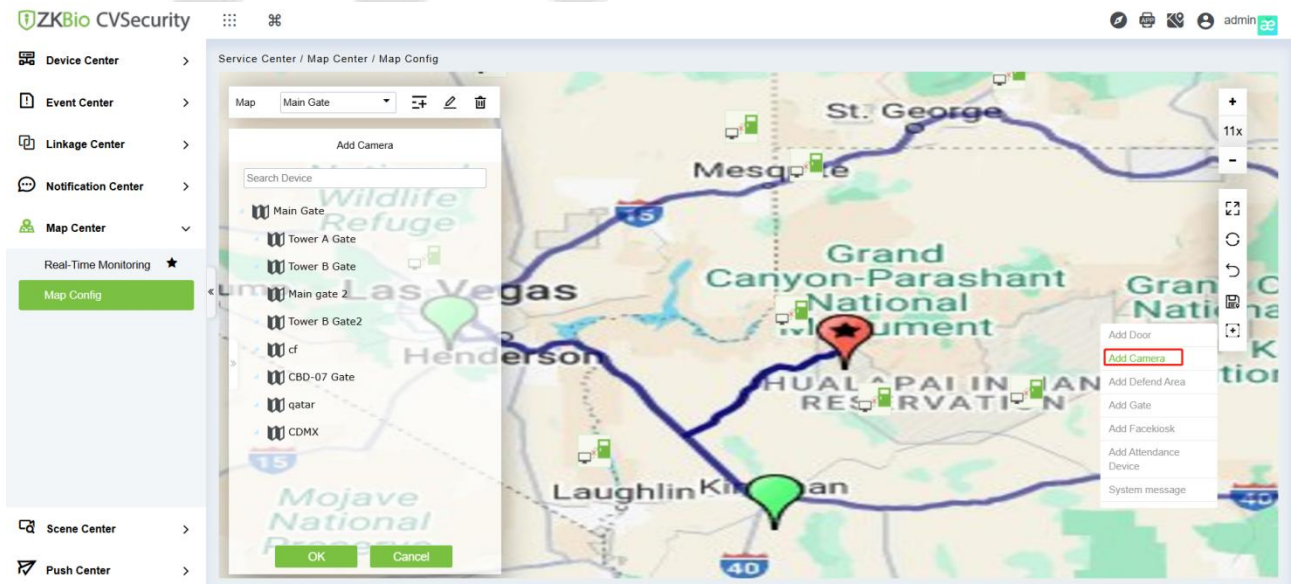 ZKBio CVSecurity
admin
Device Center
Event Center
Linkage Center
Notification Center
Map Center
Real-Time Monitoring
Map Config
Scene Center
Push Center
Service Center / Map Center / Map Config
Map
Main Gate
Add Camera
Search Device
Main Gate
Tower A Gate
Tower B Gate
Main gate 2
Tower B Gate2
cf
CBD-07 Gate
qatar
CDMX
OK
Cancel
National
Wildlife
Refuge
Las Vegas
Henderson
15
Mojave
National
Preserve
St. George
Mesquite
15
Grand
Canyon-Parashant
National
Monument
HUALAPAI INDIAN
RESERVATION
Laughlin
Kingman
40
40
11x
Add Door
Add Camera
Add Defend Area
Add Gate
Add Facekiosk
Add Attendance
Device
System message